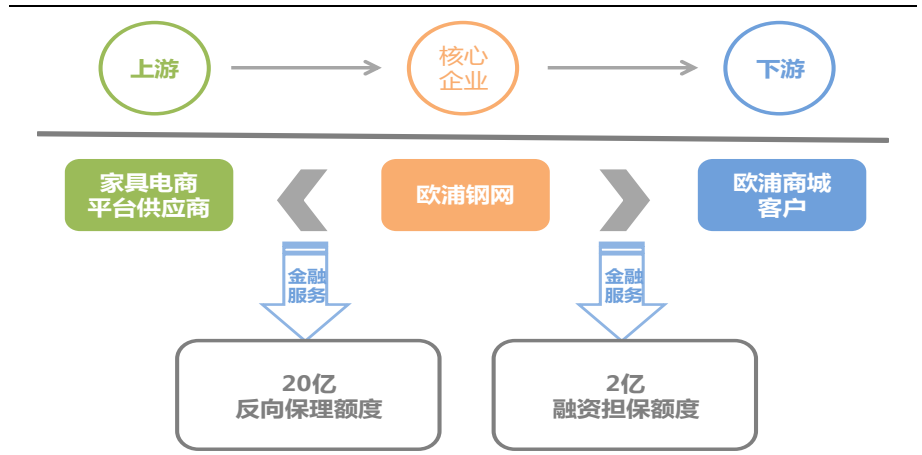 上游
核心
企业
下游
家具电商
平台供应商
欧浦钢网
欧浦商城
客户
金融
服务
金融
服务
20亿
反向保理额度
2亿
融资担保额度